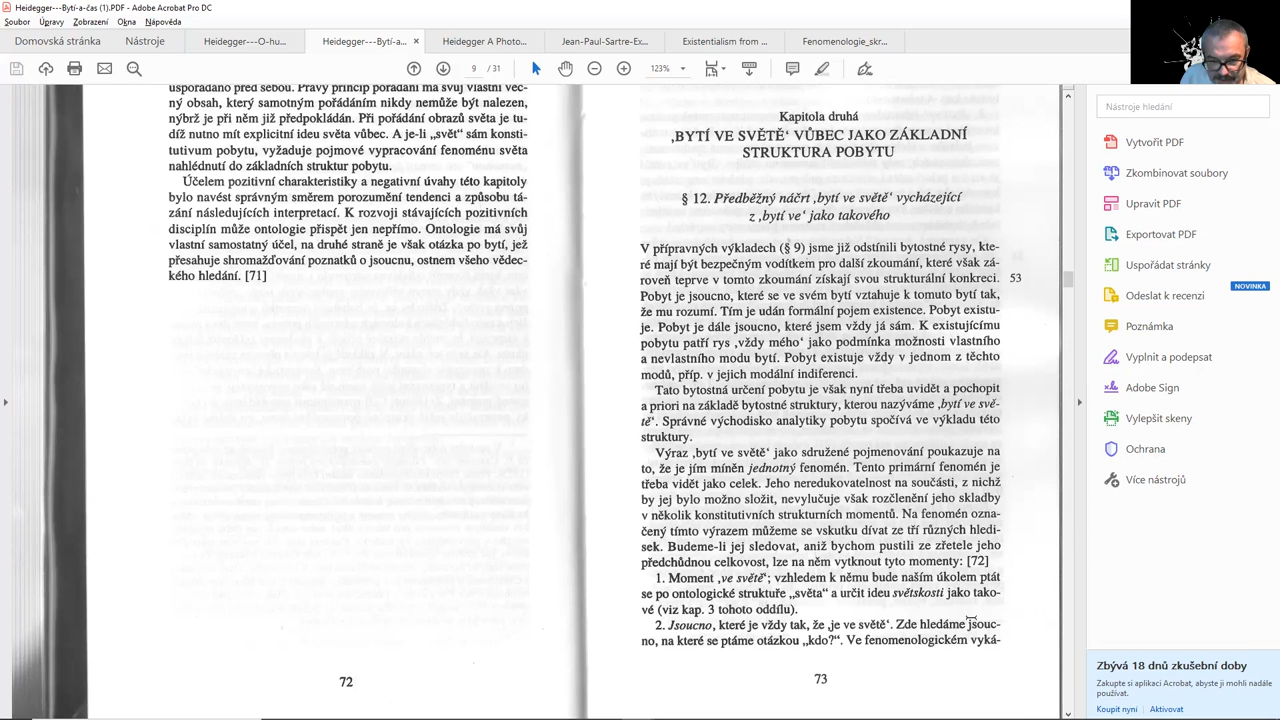 Heidegger---Bytí-a-čas (1).PDF - Adobe Acrobat Pro DC
Soubor Úpravy Zobrazení Okna Nápověda
Domovská stránka Nástroje Heidegger---O-hu... Heidegger---Bytí-a... × Heidegger A Photo... Jean-Paul-Sartre-Ex... Existentialism from ... Fenomenologie_skr...
9 / 31 123%
uspořádáno před sebou. Pravý princip pořádání má svůj vlastní věc-
ný obsah, který samotným pořádáním nikdy nemůže být nalezen,
nýbrž je při něm již předpokládán. Při pořádání obrazů světa je tu-
díž nutno mít explicitní ideu světa vůbec. A je-li „svět“ sám konsti-
tutivum pobytu, vyžaduje pojmové vypracování fenoménu světa
nahlédnutí do základních struktur pobytu.
Účelem pozitivní charakteristiky a negativní úvahy této kapitoly
bylo navést správným směrem porozumění tendenci a způsobu tá-
zání následujících interpretací. K rozvoji stávajících pozitivních
disciplín může ontologie přispět jen nepřímo. Ontologie má svůj
vlastní samostatný účel, na druhé straně je však otázka po bytí, jež
přesahuje shromažďování poznatků o jsoucnu, ostnem všeho vědec-
kého hledání. [71]
72
Kapitola druhá
‚BYTÍ VE SVĚTĚ‘ VŮBEC JAKO ZÁKLADNÍ
STRUKTURA POBYTU
§ 12. Předběžný náčrt ‚bytí ve světě‘ vycházející
z ‚bytí ve‘ jako takového
V přípravných výkladech (§ 9) jsme již odstínili bytostné rysy, kte-
ré mají být bezpečným vodítkem pro další zkoumání, které však zá-
roveň teprve v tomto zkoumání získají svou strukturální konkreci. 53
Pobyt je jsoucno, které se ve svém bytí vztahuje k tomuto bytí tak,
že mu rozumí. Tím je udán formální pojem existence. Pobyt existu-
je. Pobyt je dále jsoucno, které jsem vždy já sám. K existujícímu
pobytu patří rys ‚vždy mého‘ jako podmínka možnosti vlastního
a nevlastního modu bytí. Pobyt existuje vždy v jednom z těchto
modů, příp. v jejich modální indiferenci.
Tato bytostná určení pobytu je však nyní třeba uvidět a pochopit
a priori na základě bytostné struktury, kterou nazýváme ‚bytí ve svě-
tě‘. Správné východisko analytiky pobytu spočívá ve výkladu této
struktury.
Výraz ‚bytí ve světě‘ jako sdružené pojmenování poukazuje na
to, že je jím míněn jednotný fenomén. Tento primární fenomén je
třeba vidět jako celek. Jeho neredukovatelnost na součásti, z nichž
by jej bylo možno složit, nevylučuje však rozčlenění jeho skladby
v několik konstitutivních strukturních momentů. Na fenomén ozna-
čený tímto výrazem můžeme se vskutku dívat ze tří různých hledi-
sek. Budeme-li jej sledovat, aniž bychom pustili ze zřetele jeho
předchůdnou celkovost, lze na něm vytknout tyto momenty: [72]
1. Moment ‚ve světě‘; vzhledem k němu bude naším úkolem ptát
se po ontologické struktuře „světa“ a určit ideu světskosti jako tako-
vé (viz kap. 3 tohoto oddílu).
2. Jsoucno, které je vždy tak, že ‚je ve světě‘. Zde hledáme jsouc-
no, na které se ptáme otázkou „kdo?“. Ve fenomenologickém vyká-
73
Nástroje hledání
Vytvořit PDF
Zkombinovat soubory
Upravit PDF
Exportovat PDF
Uspořádat stránky
NOVINKA
Odeslat k recenzi
Poznámka
Vyplnit a podepsat
Adobe Sign
Vylepšit skeny
Ochrana
Více nástrojů
Zbývá 18 dnů zkušební doby
Zakupte si aplikaci Acrobat, abyste ji mohli nadále
používat.
Koupit nyní Aktivovat